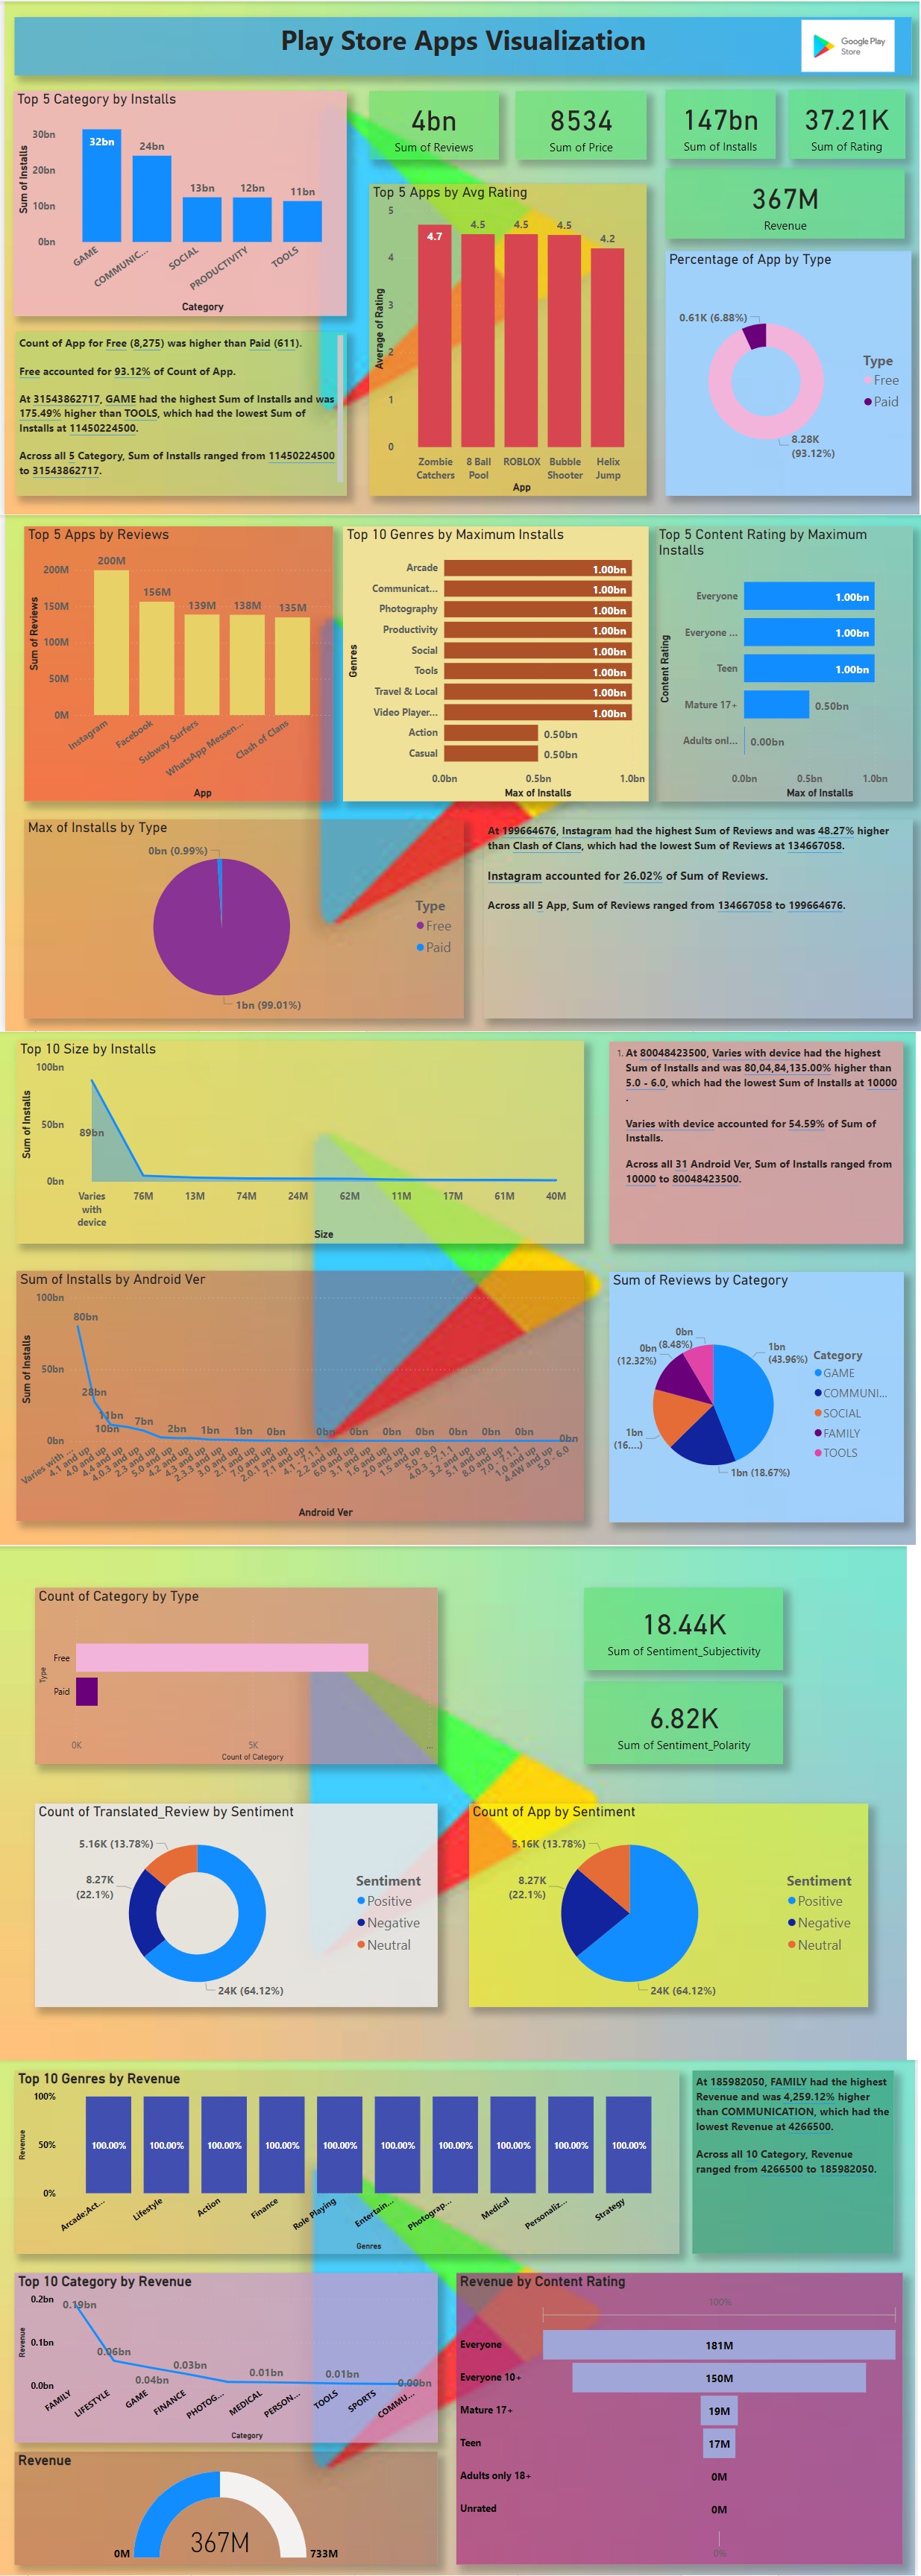 Play Store Apps Visualization
Google Play
Store
Top 5 Category by Installs
Sum of Installs
30bn
20bn
10bn
0bn
32bn
24bn
13bn
12bn
11bn
GAME
COMMUNIC...
SOCIAL
PRODUCTIVITY
TOOLS
Category
4bn
Sum of Reviews
8534
Sum of Price
147bn
Sum of Installs
37.21K
Sum of Rating
367M
Revenue
Count of App for Free (8,275) was higher than Paid (611).
Free accounted for 93.12% of Count of App.
At 31543862717, GAME had the highest Sum of Installs and was
175.49% higher than TOOLS, which had the lowest Sum of
Installs at 11450224500.
Across all 5 Category, Sum of Installs ranged from 11450224500
to 31543862717.
Top 5 Apps by Avg Rating
Average of Rating
5
4
3
2
1
0
4.7
4.5
4.5
4.5
4.2
Zombie
Catchers
8 Ball
Pool
ROBLOX
Bubble
Shooter
Helix
Jump
App
Percentage of App by Type
0.61K (6.88%)
8.28K
(93.12%)
Type
Free
Paid
Top 5 Apps by Reviews
Sum of Reviews
200M
150M
100M
50M
0M
200M
156M
139M
138M
135M
Instagram
Facebook
Subway Surfers
WhatsApp Messen...
Clash of Clans
App
Top 10 Genres by Maximum Installs
Genres
Arcade
1.00bn
Communicat...
1.00bn
Photography
1.00bn
Productivity
1.00bn
Social
1.00bn
Tools
1.00bn
Travel & Local
1.00bn
Video Player...
1.00bn
Action
0.50bn
Casual
0.50bn
0.0bn
0.5bn
1.0bn
Max of Installs
Top 5 Content Rating by Maximum
Installs
Content Rating
Everyone
1.00bn
Everyone ...
1.00bn
Teen
1.00bn
Mature 17+
0.50bn
Adults onl...
0.00bn
0.0bn
0.5bn
1.0bn
Max of Installs
Max of Installs by Type
0bn (0.99%)
1bn (99.01%)
Type
Free
Paid
At 199664676, Instagram had the highest Sum of Reviews and was 48.27% higher
than Clash of Clans, which had the lowest Sum of Reviews at 134667058.
Instagram accounted for 26.02% of Sum of Reviews.
Across all 5 App, Sum of Reviews ranged from 134667058 to 199664676.
Top 10 Size by Installs
Sum of Installs
100bn
50bn
0bn
89bn
Varies
with
device
76M
13M
74M
24M
62M
11M
17M
61M
40M
Size
1. At 80048423500, Varies with device had the highest
Sum of Installs and was 80,04,84,135.00% higher than
5.0 - 6.0, which had the lowest Sum of Installs at 10000
.
Varies with device accounted for 54.59% of Sum of
Installs.
Across all 31 Android Ver, Sum of Installs ranged from
10000 to 80048423500.
Sum of Installs by Android Ver
Sum of Installs
100bn
50bn
0bn
80bn
28bn
11bn
10bn
7bn
2bn
1bn
1bn
0bn
0bn
0bn
0bn
0bn
0bn
0bn
0bn
0bn
Varies with ...
4.1 and up
4.0 and up
4.4 and up
4.0.3 and up
2.3 and up
5.0 and up
4.2 and up
4.3 and up
2.3.3 and up
3.0 and up
2.1 and up
7.0 and up
2.0.1 and up
7.1 and up
4.1 - 7.1.1
2.2 and up
6.0 and up
3.1 and up
1.6 and up
2.0 and up
1.5 and up
5.0 - 8.0
4.0.3 - 7.1.1
3.2 and up
5.1 and up
8.0 and up
7.0 - 7.1.1
1.0 and up
4.4W and up
5.0 - 6.0
Android Ver
Sum of Reviews by Category
0bn
(8.48%)
0bn
(12.32%)
1bn
(43.96%)
1bn
(16....)
1bn (18.67%)
Category
GAME
COMMUNI...
SOCIAL
FAMILY
TOOLS
Count of Category by Type
Type
Free
Paid
0K
5K
...
Count of Category
18.44K
Sum of Sentiment_Subjectivity
6.82K
Sum of Sentiment_Polarity
Count of Translated_Review by Sentiment
5.16K (13.78%)
8.27K
(22.1%)
24K (64.12%)
Sentiment
Positive
Negative
Neutral
Count of App by Sentiment
5.16K (13.78%)
8.27K
(22.1%)
24K (64.12%)
Sentiment
Positive
Negative
Neutral
Top 10 Genres by Revenue
Revenue
100%
50%
0%
100.00%
100.00%
100.00%
100.00%
100.00%
100.00%
100.00%
100.00%
100.00%
100.00%
Arcade;Act...
Lifestyle
Action
Finance
Role Playing
Entertain...
Photograp...
Medical
Personaliz...
Strategy
Genres
At 185982050, FAMILY had the highest
Revenue and was 4,259.12% higher
than COMMUNICATION, which had the
lowest Revenue at 4266500.
Across all 10 Category, Revenue
ranged from 4266500 to 185982050.
Top 10 Category by Revenue
Revenue
0.2bn
0.1bn
0.0bn
0.19bn
0.06bn
0.04bn
0.03bn
0.01bn
0.01bn
0.00bn
FAMILY
LIFESTYLE
GAME
FINANCE
PHOTOG...
MEDICAL
PERSON...
TOOLS
SPORTS
COMMU...
Category
Revenue by Content Rating
100%
Everyone
181M
Everyone 10+
150M
Mature 17+
19M
Teen
17M
Adults only 18+
0M
Unrated
0M
0%
Revenue
367M
0M
733M